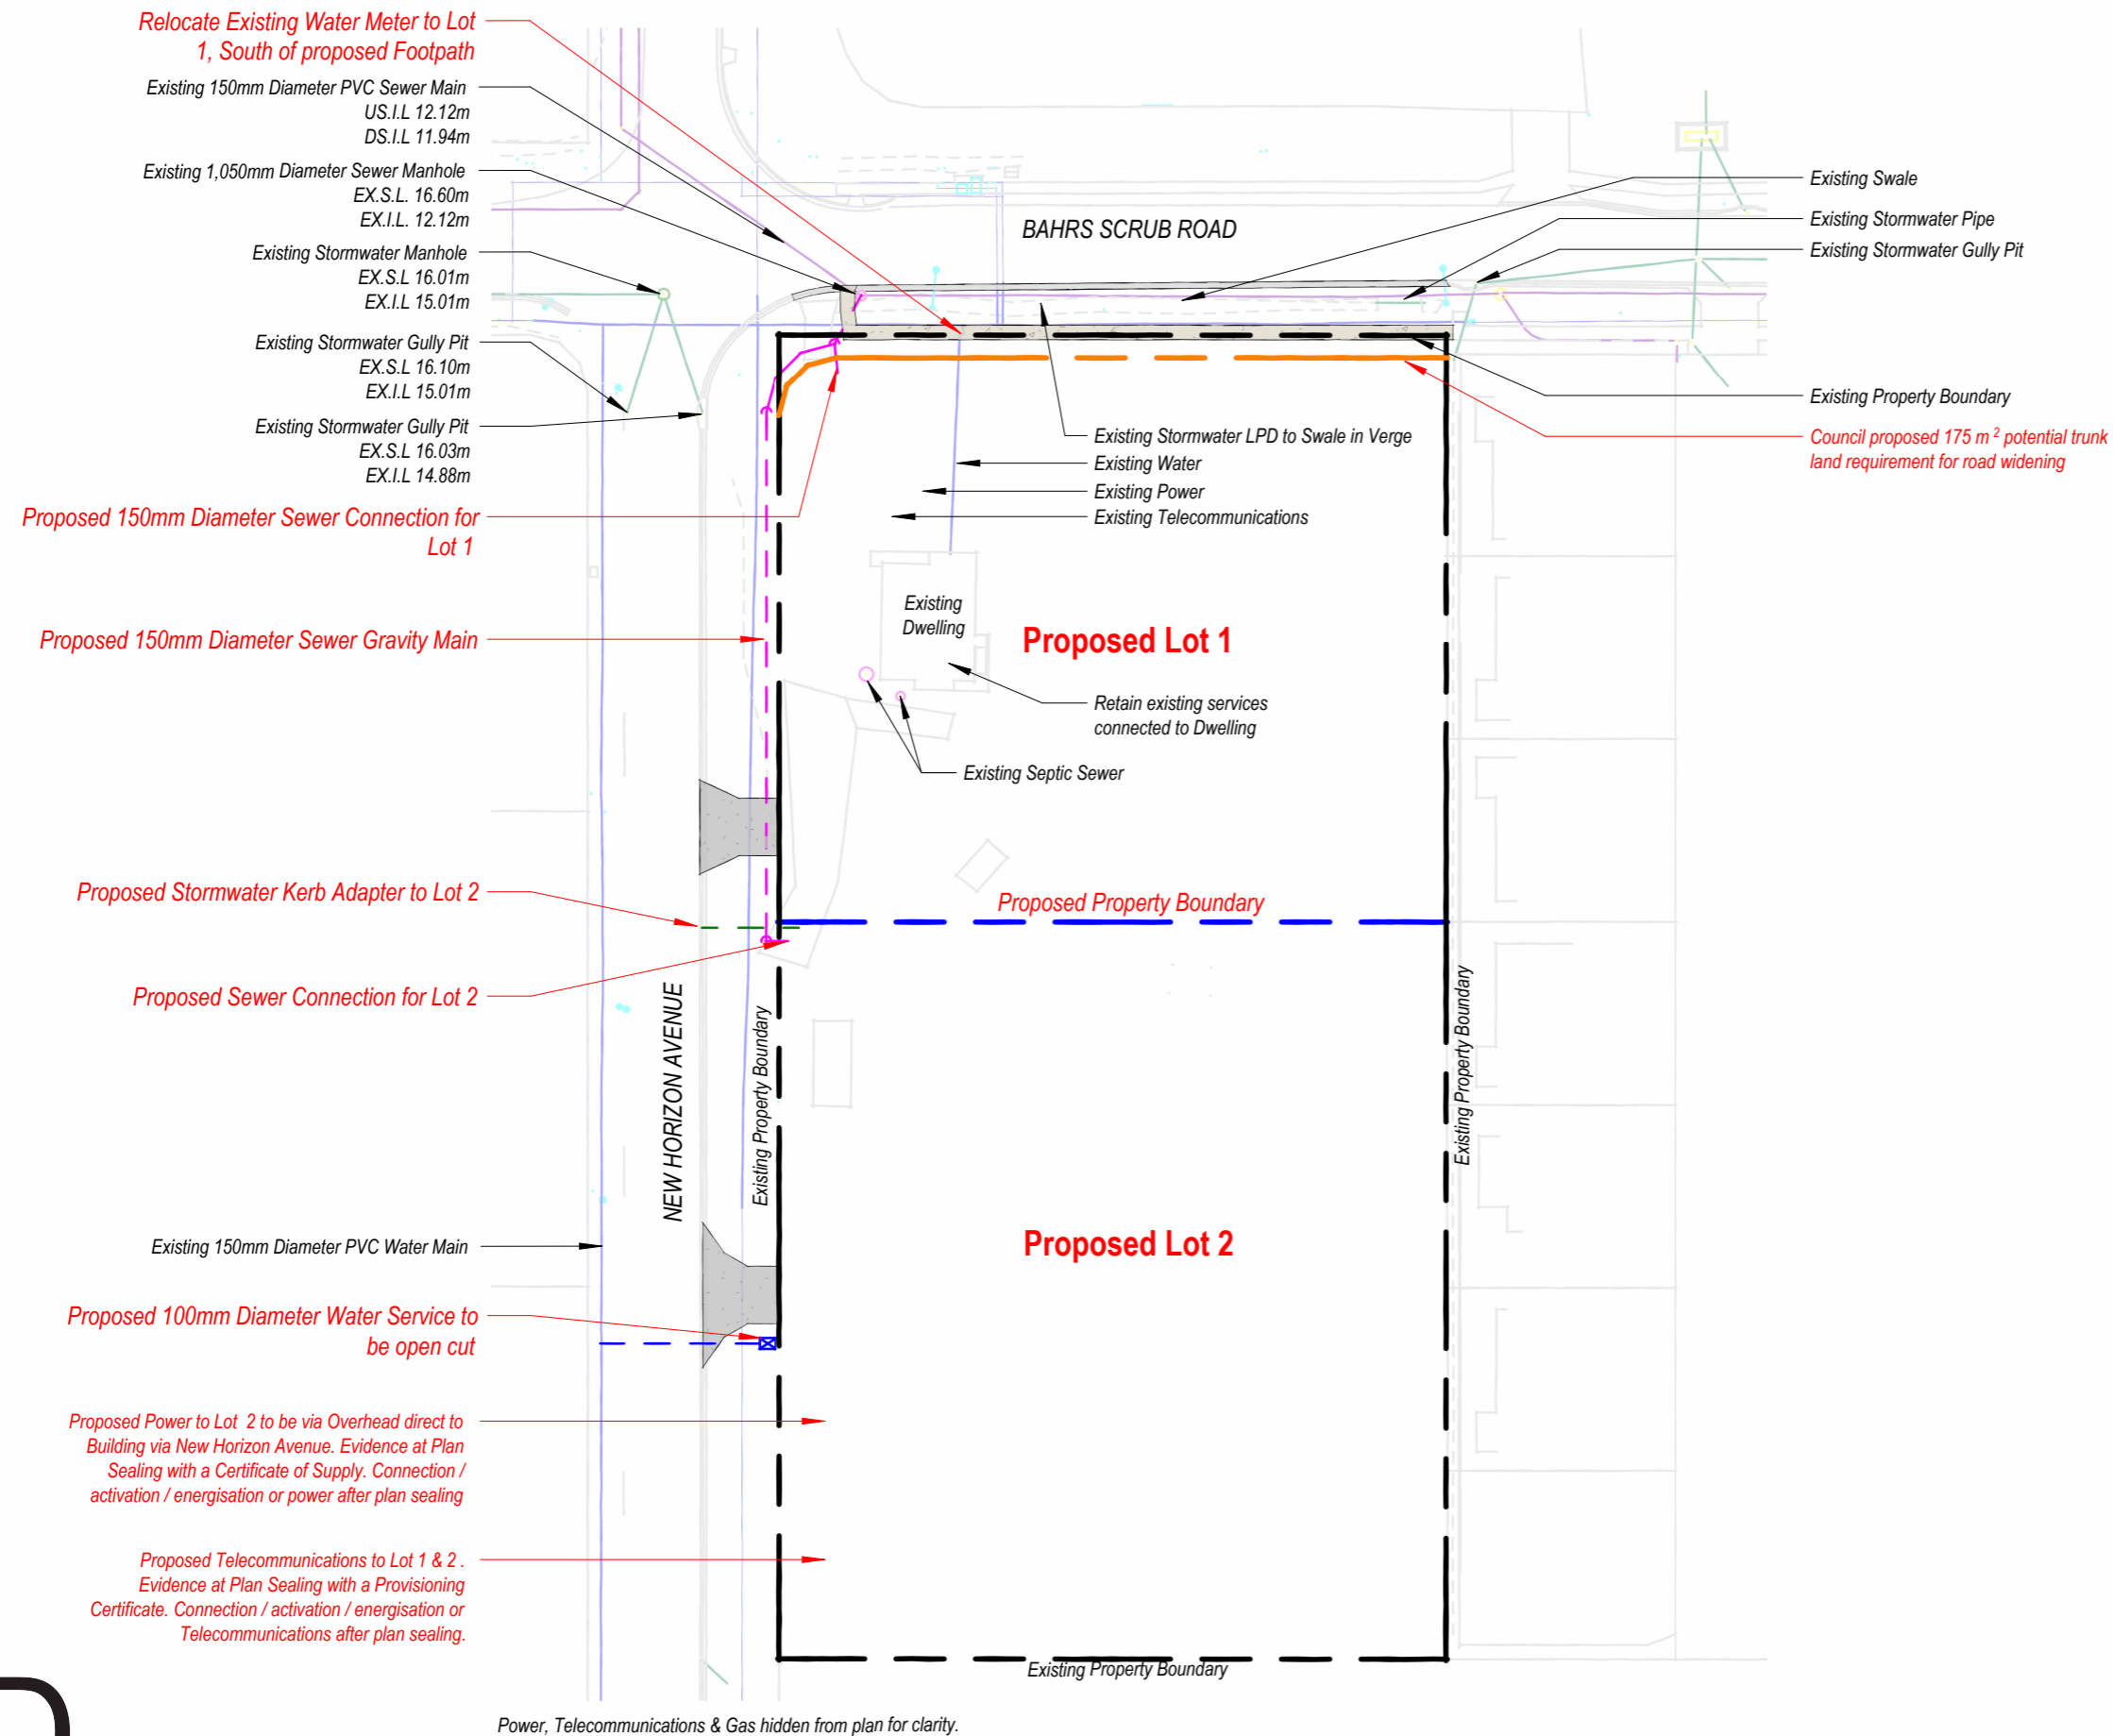 Relocate Existing Water Meter to Lot
1, South of proposed Footpath
Existing 150mm Diameter PVC Sewer Main
US.I.L 12.12m
DS.I.L 11.94m
Existing 1,050mm Diameter Sewer Manhole
EX.S.L. 16.60m
EX.I.L. 12.12m
Existing Stormwater Manhole
EX.S.L 16.01m
EX.I.L 15.01m
Existing Stormwater Gully Pit
EX.S.L 16.10m
EX.I.L 15.01m
Existing Stormwater Gully Pit
EX.S.L 16.03m
EX.I.L 14.88m
Proposed 150mm Diameter Sewer Connection for
Lot 1
Proposed 150mm Diameter Sewer Gravity Main
Proposed Stormwater Kerb Adapter to Lot 2
Proposed Sewer Connection for Lot 2
Existing 150mm Diameter PVC Water Main
Proposed 100mm Diameter Water Service to
be open cut
Proposed Power to Lot 2 to be via Overhead direct to
Building via New Horizon Avenue. Evidence at Plan
Sealing with a Certificate of Supply. Connection /
activation / energisation or power after plan sealing
Proposed Telecommunications to Lot 1 & 2 .
Evidence at Plan Sealing with a Provisioning
Certificate. Connection / activation / energisation or
Telecommunications after plan sealing.
BAHRS SCRUB ROAD
Existing Swale
Existing Stormwater Pipe
Existing Stormwater Gully Pit
Existing Property Boundary
Council proposed 175 m ² potential trunk
land requirement for road widening
Existing Stormwater LPD to Swale in Verge
Existing Water
Existing Power
Existing Telecommunications
Existing
Dwelling
Proposed Lot 1
Retain existing services
connected to Dwelling
Existing Septic Sewer
Proposed Property Boundary
NEW HORIZON AVENUE
Existing Property Boundary
Existing Property Boundary
Proposed Lot 2
Existing Property Boundary
Power, Telecommunications & Gas hidden from plan for clarity.